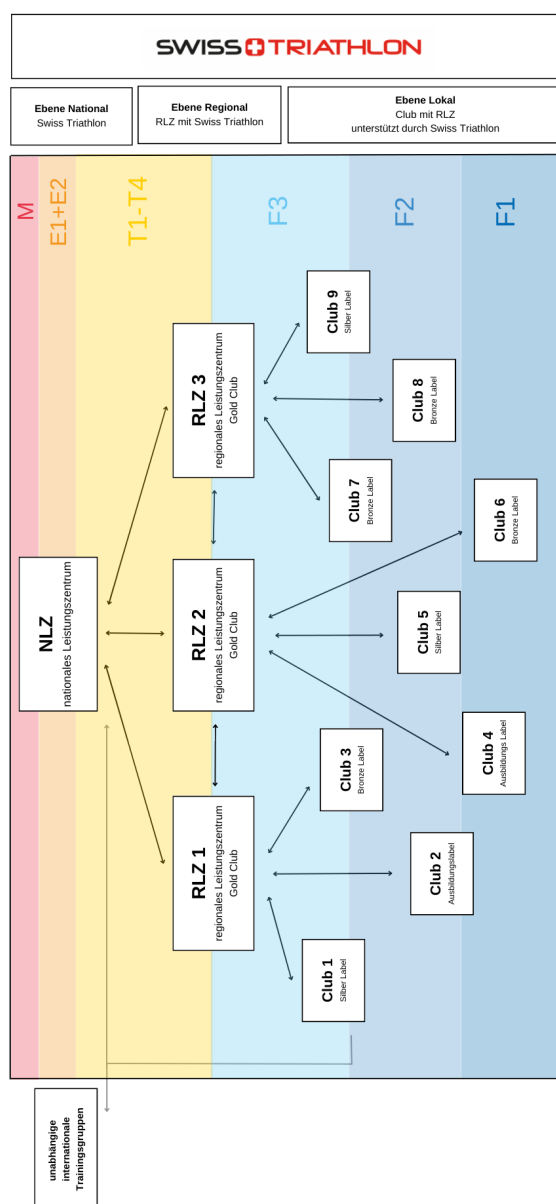 SWISS TRIATHLON
Ebene National
Swiss Triathlon
Ebene Regional
RLZ mit Swiss Triathlon
Ebene Lokal
Club mit RLZ
unterstützt durch Swiss Triathlon
M
E1+E2
T1-T4
F3
F2
F1
NLZ
nationales Leistungszentrum
RLZ 3
regionales Leistungszentrum
Gold Club
RLZ 2
regionales Leistungszentrum
Gold Club
RLZ 1
regionales Leistungszentrum
Gold Club
Club 9
Silber Label
Club 8
Bronze Label
Club 7
Bronze Label
Club 6
Bronze Label
Club 5
Silber Label
Club 4
Ausbildungs Label
Club 3
Bronze Label
Club 2
Ausbildungslabel
Club 1
Silber Label
unabhängige
internationale
Trainingsgruppen